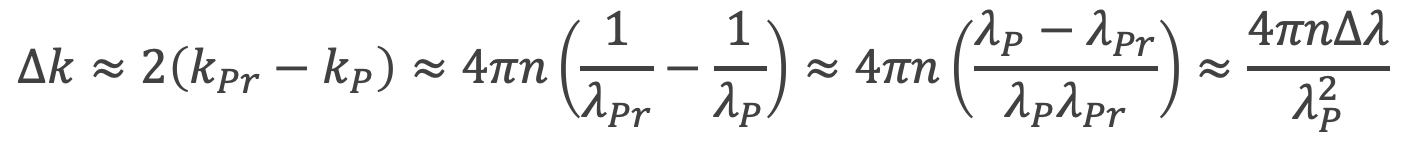 Δk ≈ 2(k_{Pr} − k_P) ≈ 4πn(1/λ_{Pr} − 1/λ_P) ≈ 4πn((λ_P − λ_{Pr})/(λ_P λ_{Pr})) ≈ 4πnΔλ/λ_P^2